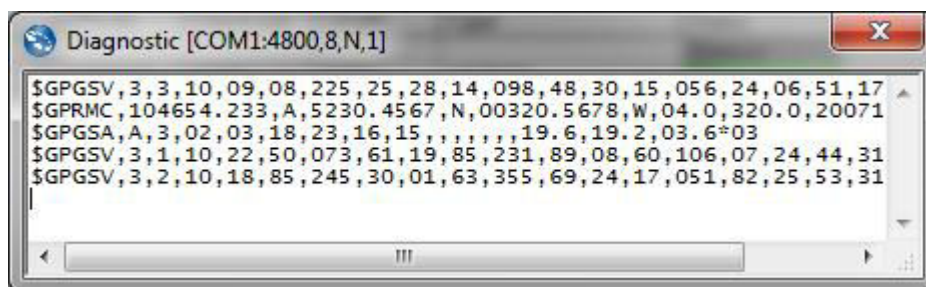 Diagnostic [COM1:4800,8,N,1]
$GPGSV,3,3,10,09,08,225,25,28,14,098,48,30,15,056,24,06,51,17
$GPRMC,104654.233,A,5230.4567,N,00320.5678,W,04.0,320.0,20071
$GPGSA,A,3,02,03,18,23,16,15,,,,,,,19.6,19.2,03.6*03
$GPGSV,3,1,10,22,50,073,61,19,85,231,89,08,60,106,07,24,44,31
$GPGSV,3,2,10,18,85,245,30,01,63,355,69,24,17,051,82,25,53,31